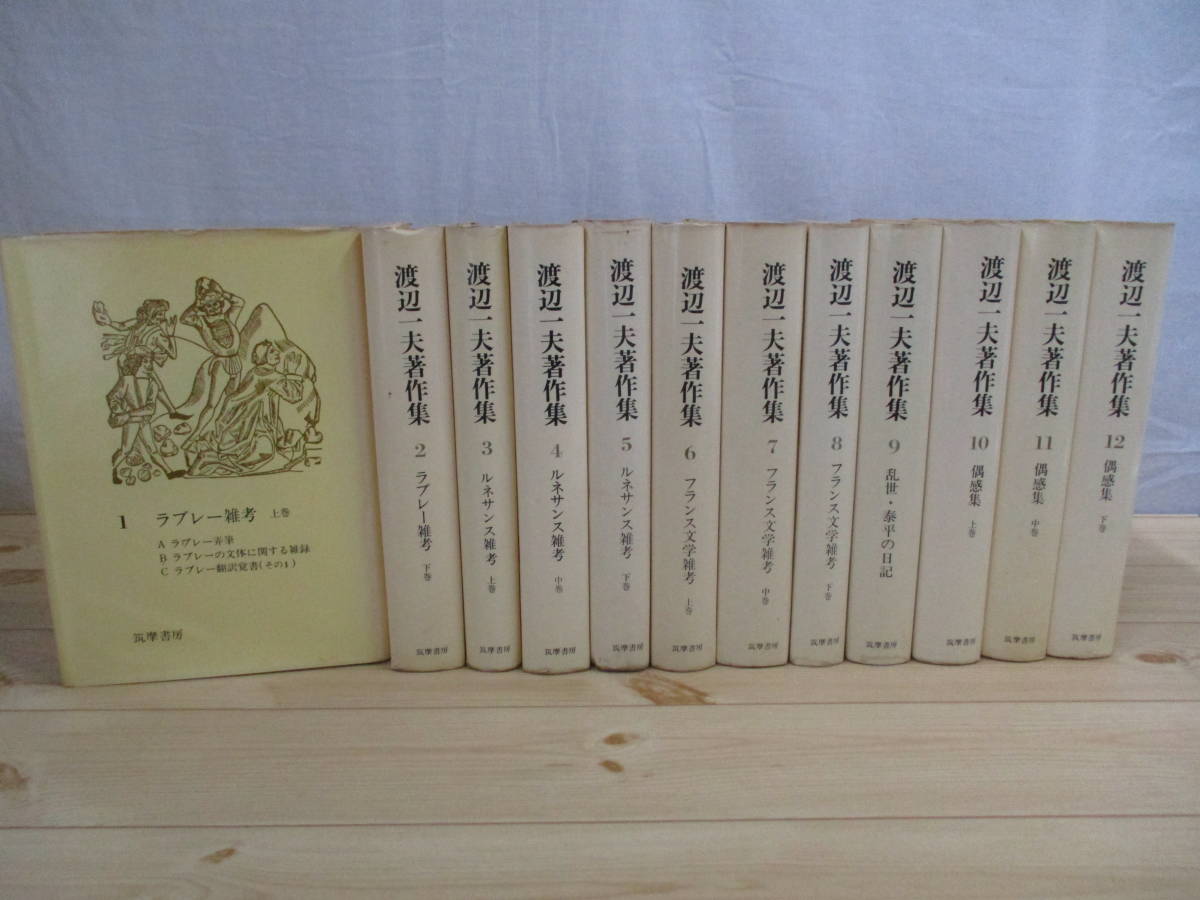 1 ラブレー雑考 上巻
A ラブレー弄筆
B ラブレーの文体に関する雑録
C ラブレー翻訳覚書(その1)
筑摩書房
渡辺一夫著作集 2 ラブレー雑考 下巻 筑摩書房
渡辺一夫著作集 3 ルネサンス雑考 上巻 筑摩書房
渡辺一夫著作集 4 ルネサンス雑考 中巻 筑摩書房
渡辺一夫著作集 5 ルネサンス雑考 下巻 筑摩書房
渡辺一夫著作集 6 フランス文学雑考 上巻 筑摩書房
渡辺一夫著作集 7 フランス文学雑考 中巻 筑摩書房
渡辺一夫著作集 8 フランス文学雑考 下巻 筑摩書房
渡辺一夫著作集 9 乱世・泰平の日記 筑摩書房
渡辺一夫著作集 10 偶感集 上巻 筑摩書房
渡辺一夫著作集 11 偶感集 中巻 筑摩書房
渡辺一夫著作集 12 偶感集 下巻 筑摩書房